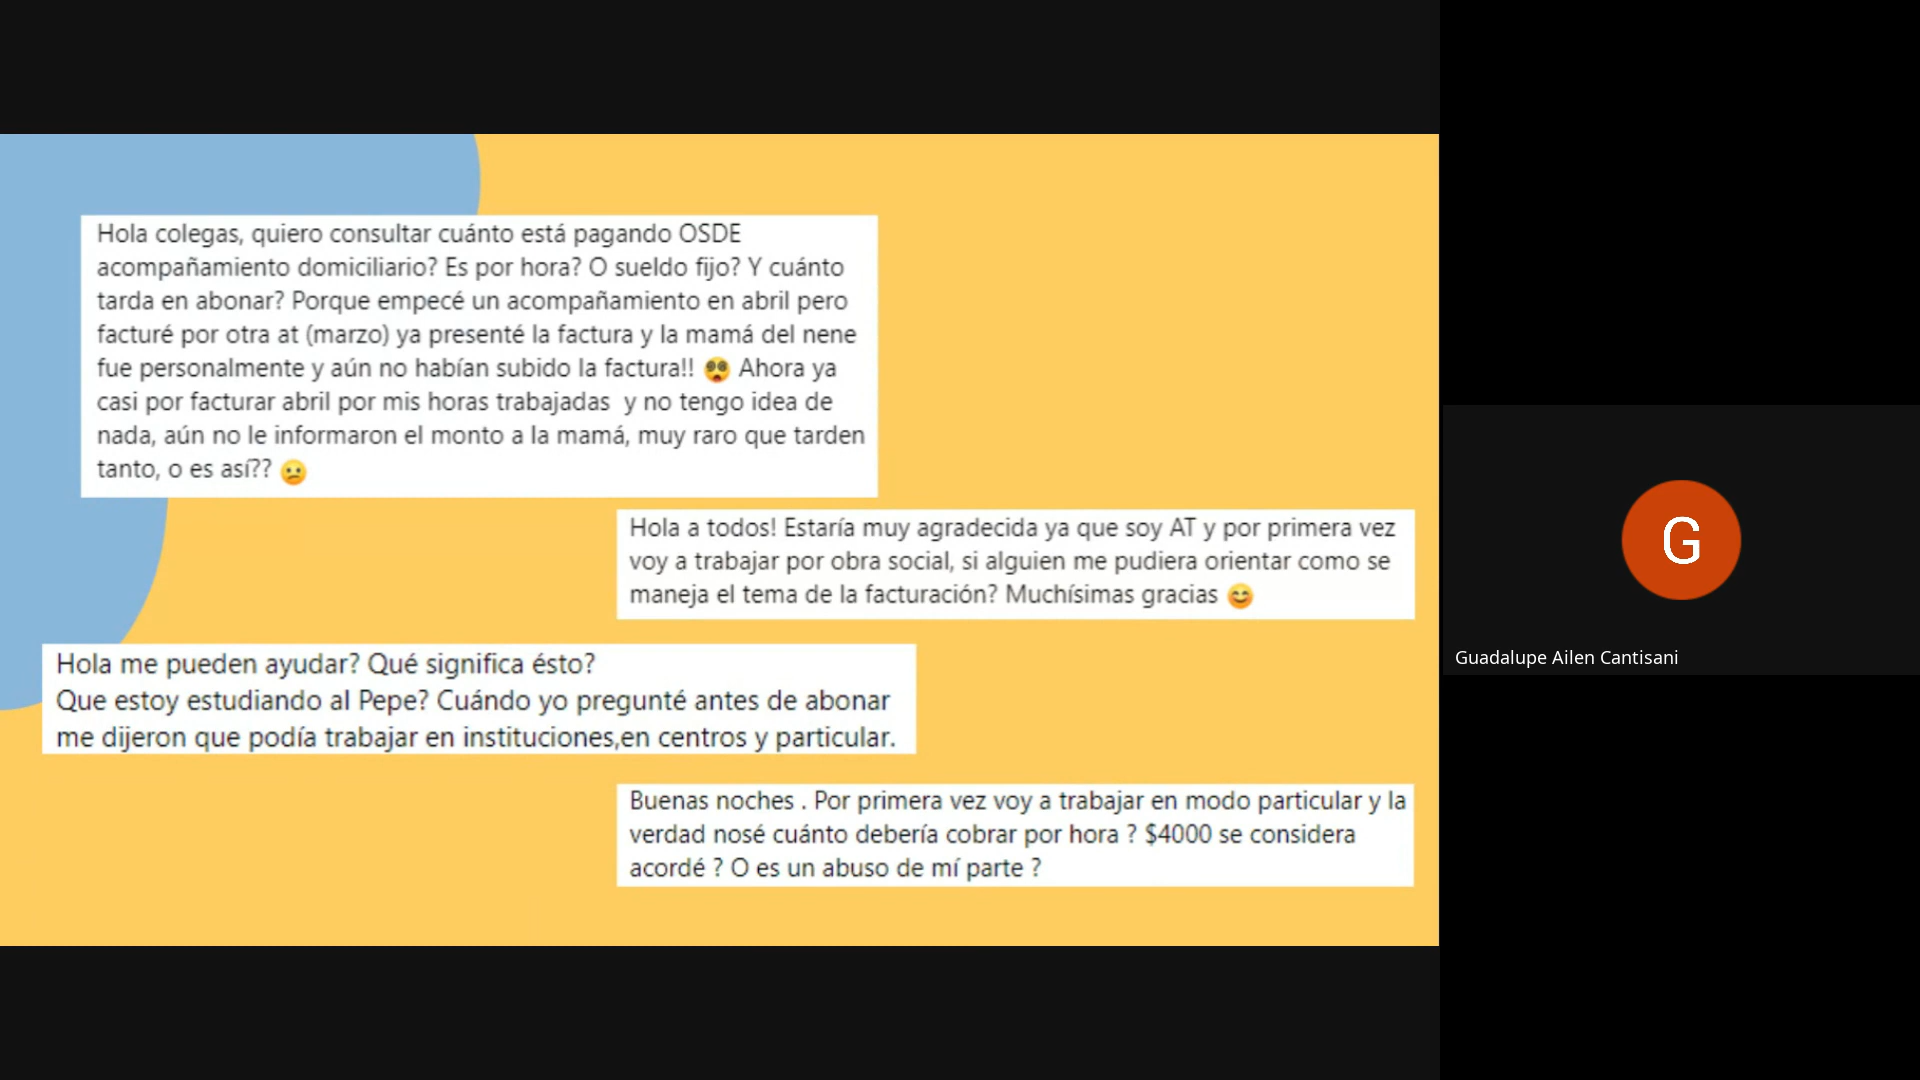 Hola colegas, quiero consultar cuánto está pagando OSDE
acompañamiento domiciliario? Es por hora? O sueldo fijo? Y cuánto
tarda en abonar? Porque empecé un acompañamiento en abril pero
facturé por otra at (marzo) ya presenté la factura y la mamá del nene
fue personalmente y aún no habían subido la factura!! 😵 Ahora ya
casi por facturar abril por mis horas trabajadas y no tengo idea de
nada, aún no le informaron el monto a la mamá, muy raro que tarden
tanto, o es así?? 😕
Hola a todos! Estaría muy agradecida ya que soy AT y por primera vez
voy a trabajar por obra social, si alguien me pudiera orientar como se
maneja el tema de la facturación? Muchísimas gracias 😊
Hola me pueden ayudar? Qué significa ésto?
Que estoy estudiando al Pepe? Cuándo yo pregunté antes de abonar
me dijeron que podía trabajar en instituciones,en centros y particular.
Buenas noches . Por primera vez voy a trabajar en modo particular y la
verdad nosé cuánto debería cobrar por hora ? $4000 se considera
acordé ? O es un abuso de mí parte ?
G
Guadalupe Ailen Cantisani